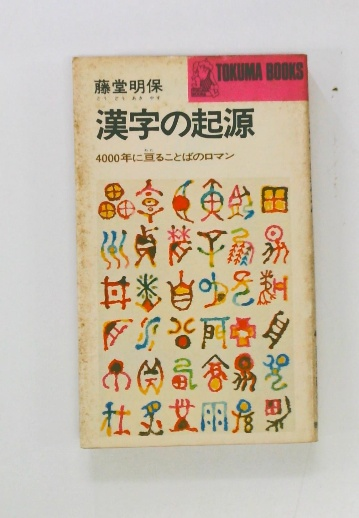 TOKUMA BOOKS
藤堂明保
とう どう あき やす
漢字の起源
わた
4000年に亘ることばのロマン